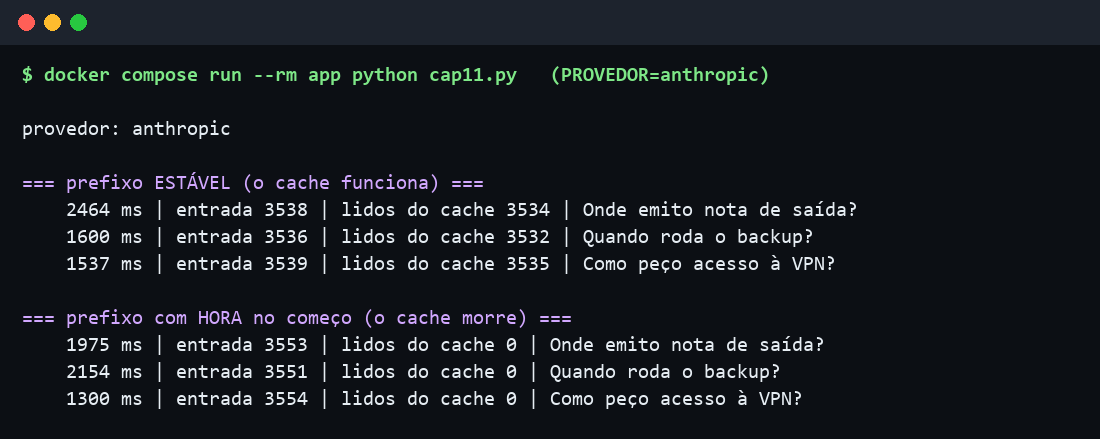 $ docker compose run --rm app python cap11.py   (PROVEDOR=anthropic)
provedor: anthropic
=== prefixo ESTÁVEL (o cache funciona) ===
2464 ms | entrada 3538 | lidos do cache 3534 | Onde emito nota de saída?
1600 ms | entrada 3536 | lidos do cache 3532 | Quando roda o backup?
1537 ms | entrada 3539 | lidos do cache 3535 | Como peço acesso à VPN?
=== prefixo com HORA no começo (o cache morre) ===
1975 ms | entrada 3553 | lidos do cache 0 | Onde emito nota de saída?
2154 ms | entrada 3551 | lidos do cache 0 | Quando roda o backup?
1300 ms | entrada 3554 | lidos do cache 0 | Como peço acesso à VPN?